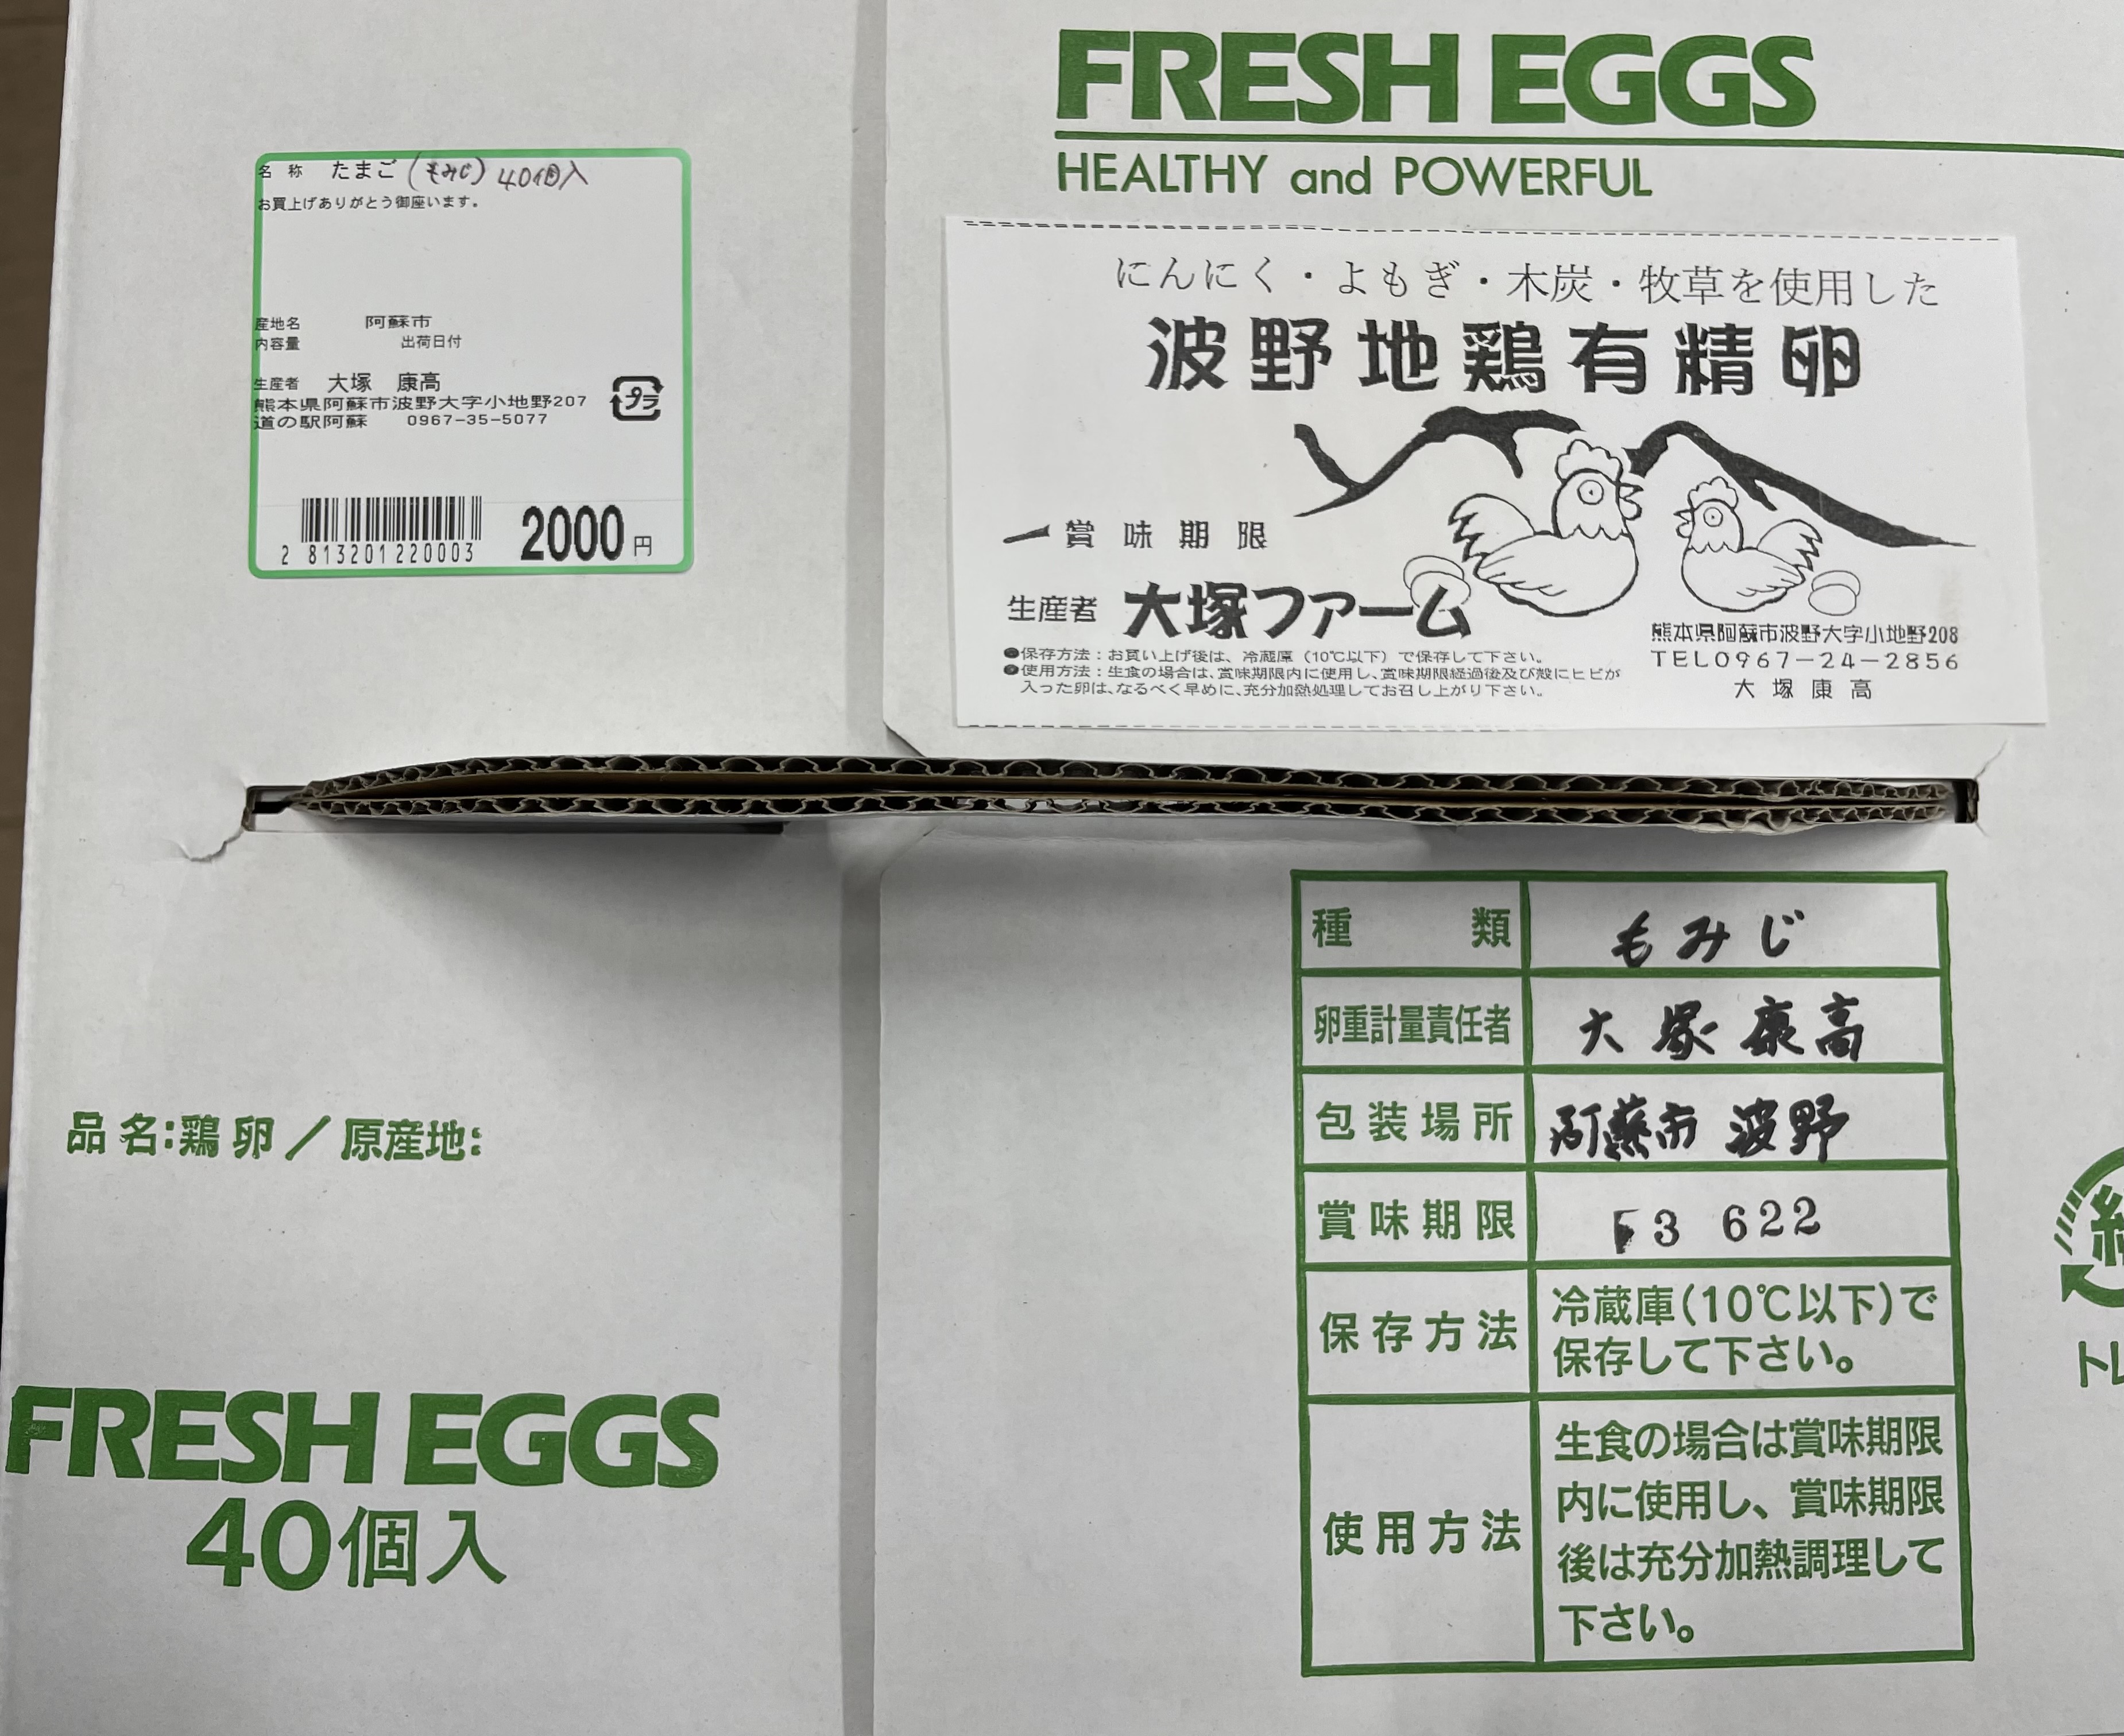 FRESH EGGS
HEALTHY and POWERFUL
名 称 たまご (もみじ) 40個入
お買上げありがとう御座います。
産地名 阿蘇市
内容量 出荷日付
生産者 大塚 康高
熊本県阿蘇市波野大字小地野207
道の駅阿蘇 0967-35-5077
プラ
2 813201 220003
2000円
にんにく・よもぎ・木炭・牧草を使用した
波野地鶏有精卵
賞味期限
生産者 大塚ファーム
●保存方法：お買い上げ後は、冷蔵庫（10℃以下）で保存して下さい。
●使用方法：生食の場合は、賞味期限内に使用し、賞味期限経過後及び殻にヒビが
入った卵は、なるべく早めに、充分加熱処理してお召し上がり下さい。
熊本県阿蘇市波野大字小地野208
TEL0967-24-2856
大塚康高
種類 もみじ
卵重計量責任者 大塚康高
包装場所 阿蘇市 波野
賞味期限 3 622
保存方法 冷蔵庫(10℃以下)で
保存して下さい。
使用方法 生食の場合は賞味期限
内に使用し、賞味期限
後は充分加熱調理して
下さい。
品名:鶏卵／原産地:
FRESH EGGS
40個入